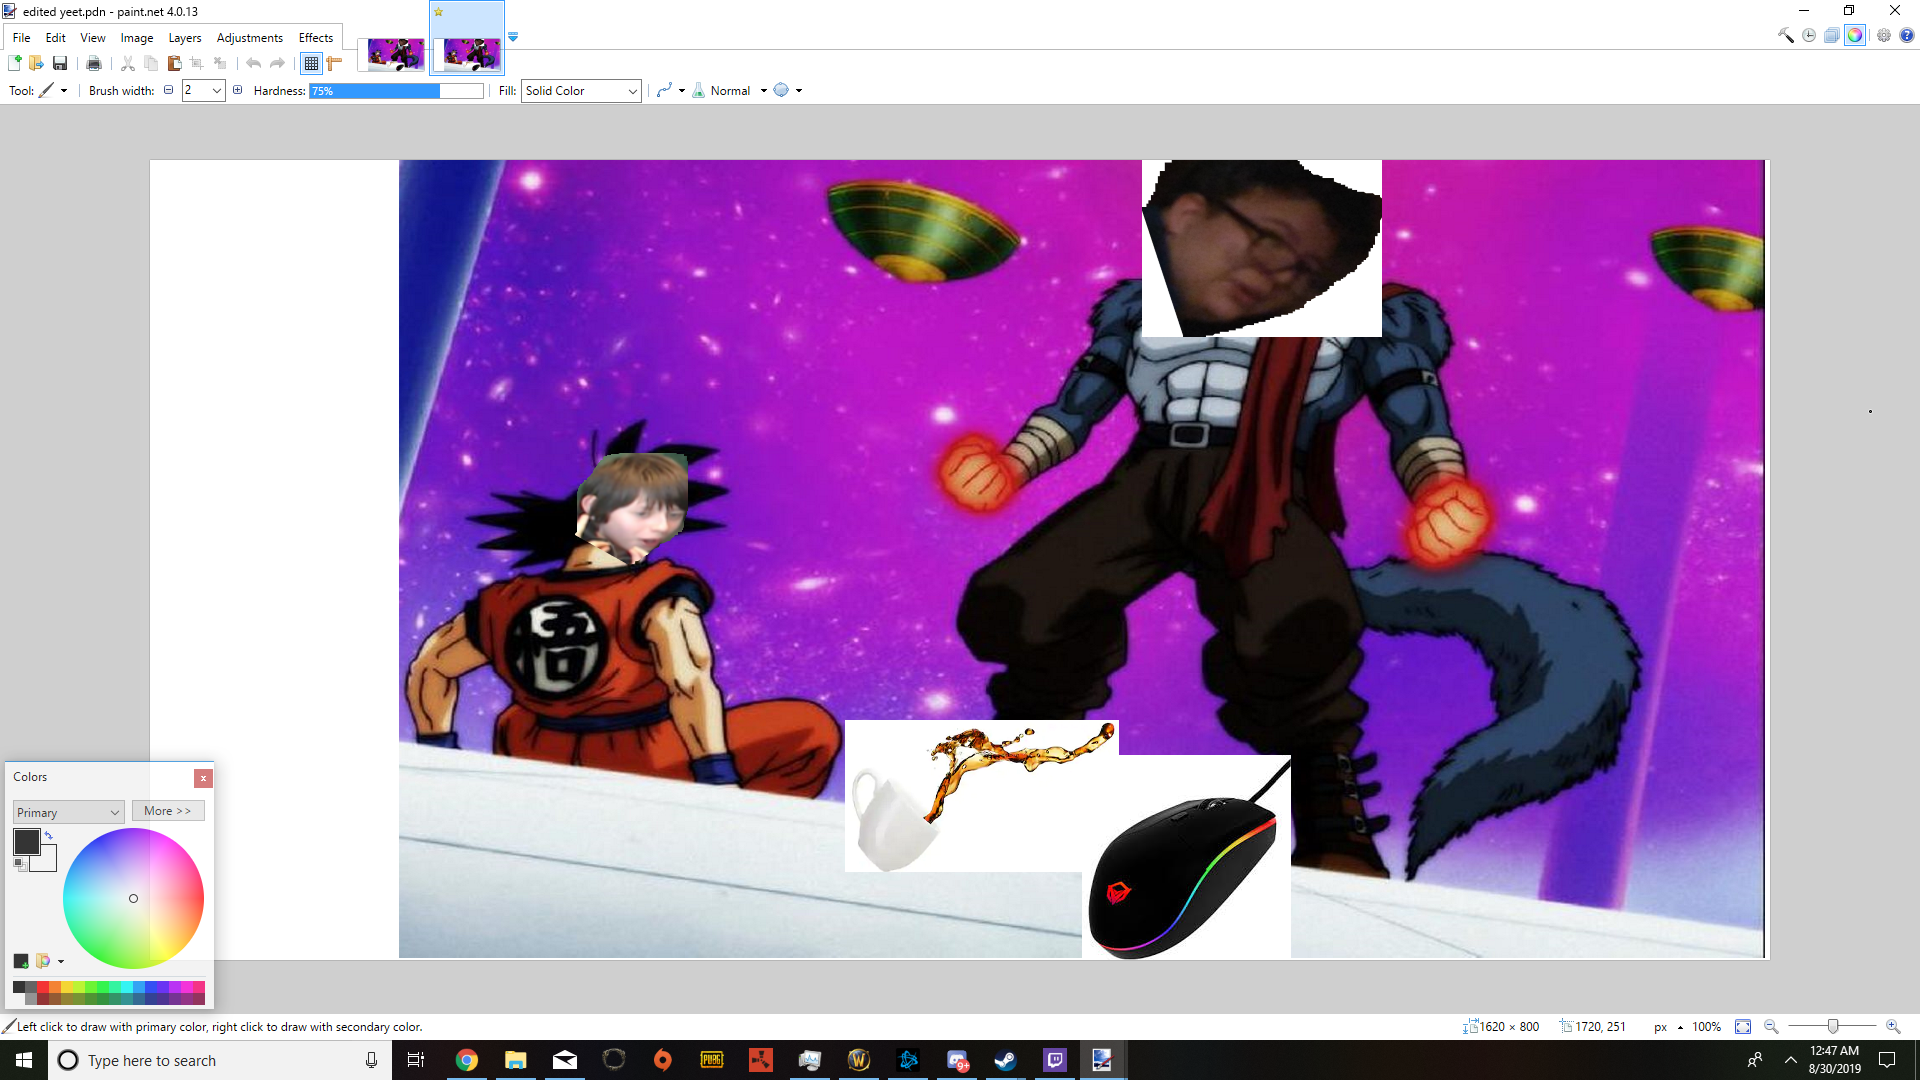 edited yeet.pdn - paint.net 4.0.13
File Edit View Image Layers Adjustments Effects
Tool: Brush width: 2 Hardness: 75% Fill: Solid Color Normal
悟
Colors
x
Primary More >>
Left click to draw with primary color, right click to draw with secondary color. 1620 × 800 1720, 251 px 100%
Type here to search PUBG W 9+ 12:47 AM
8/30/2019